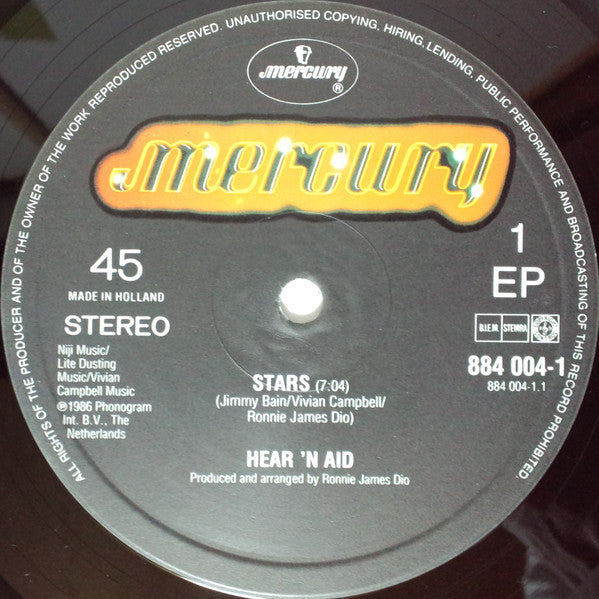 ALL RIGHTS OF THE PRODUCER AND OF THE OWNER OF THE WORK REPRODUCED RESERVED. UNAUTHORISED COPYING, HIRING, LENDING, PUBLIC PERFORMANCE AND BROADCASTING OF THIS RECORD PROHIBITED.
mercury
®
mercury
45
MADE IN HOLLAND
STEREO
Niji Music/
Lite Dusting
Music/Vivian
Campbell Music
℗1986 Phonogram
Int. B.V., The
Netherlands
1
EP
B.I.E.M. STEMRA
884 004-1
884 004-1.1
STARS (7:04)
(Jimmy Bain/Vivian Campbell/
Ronnie James Dio)
HEAR 'N AID
Produced and arranged by Ronnie James Dio